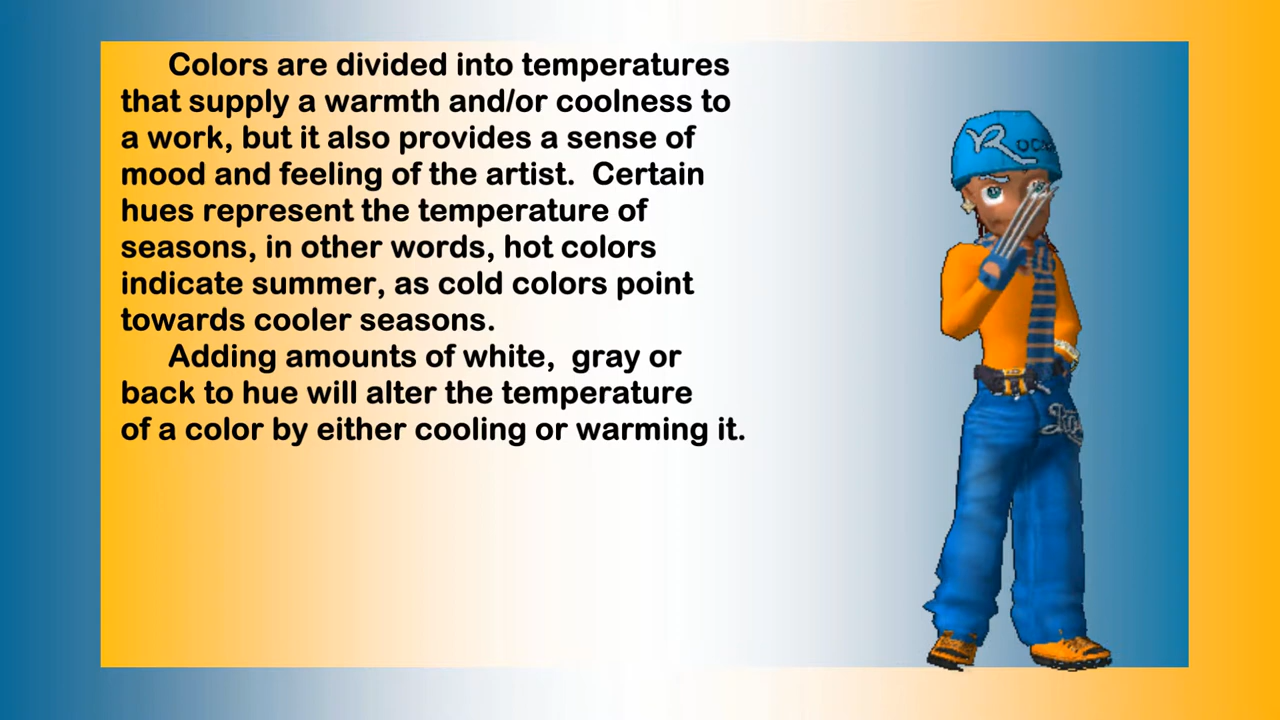 Colors are divided into temperatures
that supply a warmth and/or coolness to
a work, but it also provides a sense of
mood and feeling of the artist.  Certain
hues represent the temperature of
seasons, in other words, hot colors
indicate summer, as cold colors point
towards cooler seasons.
Adding amounts of white,  gray or
back to hue will alter the temperature
of a color by either cooling or warming it.